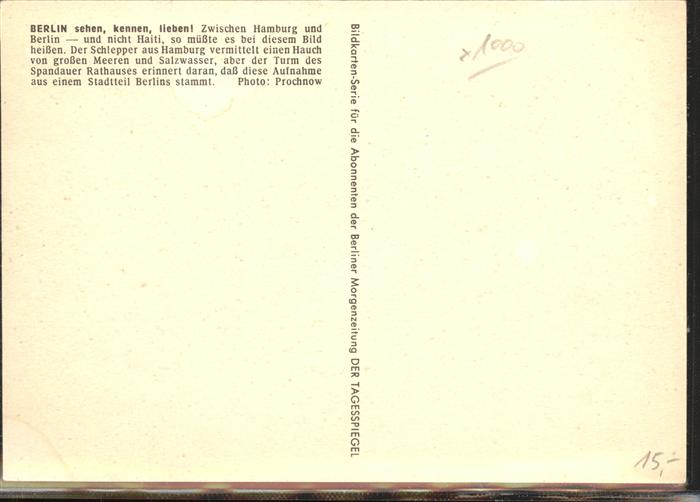 BERLIN sehen, kennen, lieben! Zwischen Hamburg und
Berlin — und nicht Haiti, so müßte es bei diesem Bild
heißen. Der Schlepper aus Hamburg vermittelt einen Hauch
von großen Meeren und Salzwasser, aber der Turm des
Spandauer Rathauses erinnert daran, daß diese Aufnahme
aus einem Stadtteil Berlins stammt. Photo: Prochnow
Bildkarten-Serie für die Abonnenten der Berliner Morgenzeitung DER TAGESSPIEGEL
x1000
15,-